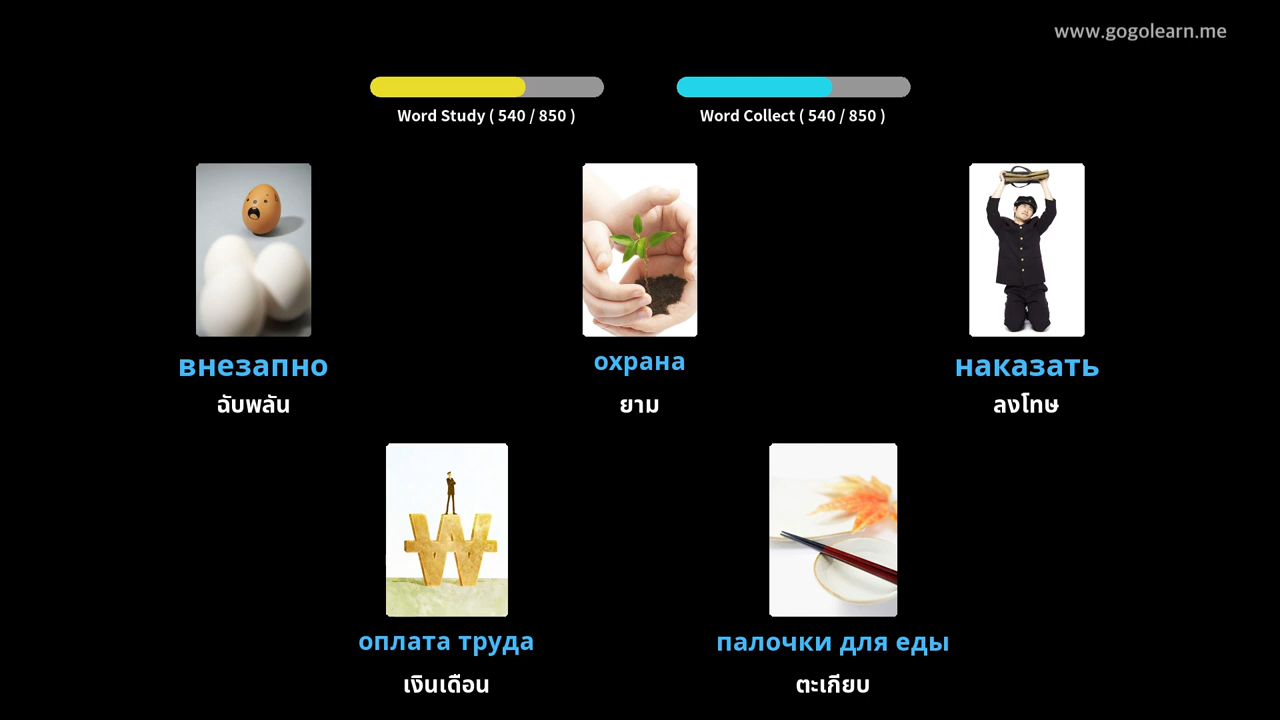 www.gogolearn.me
Word Study ( 540 / 850 )
Word Collect ( 540 / 850 )
внезапно
охрана
наказать
ฉับพลัน
ยาม
ลงโทษ
оплата труда
палочки для еды
เงินเดือน
ตะเกียบ